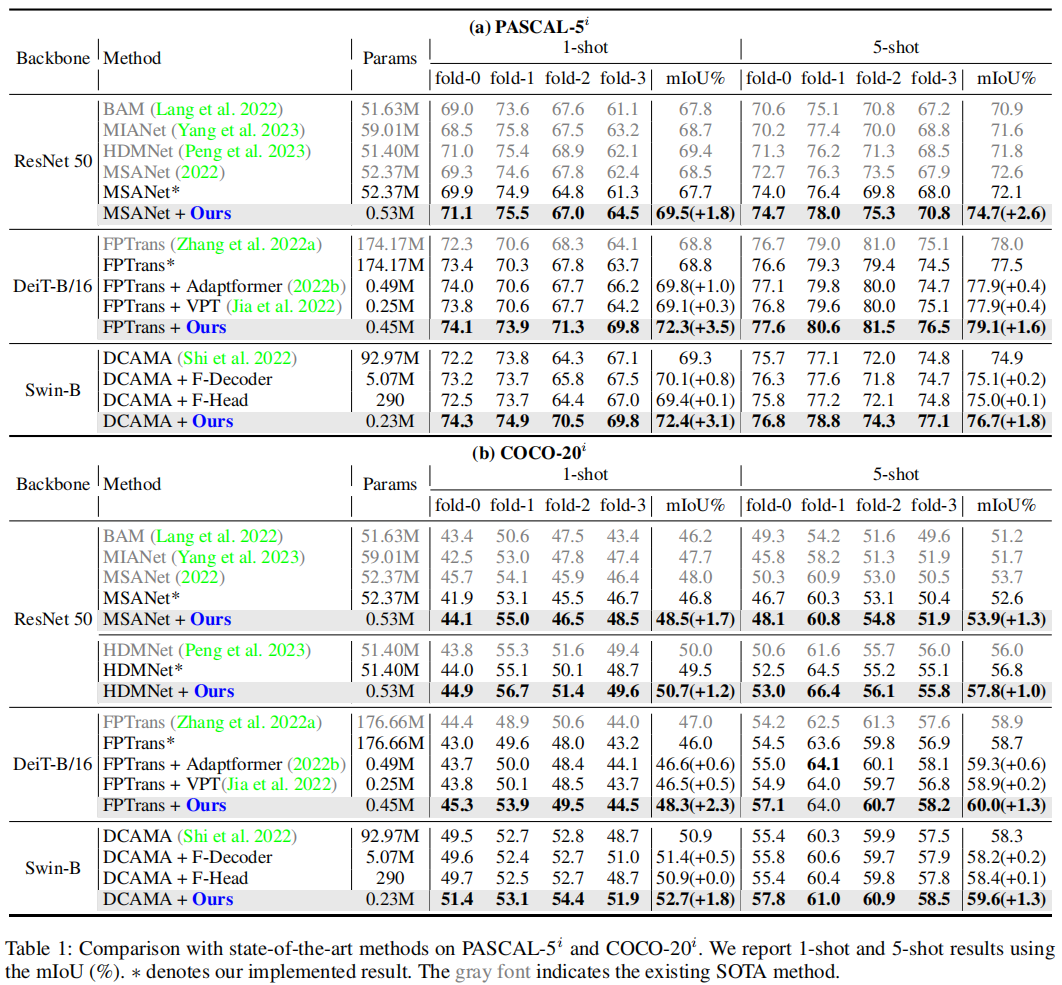 (a) PASCAL-5^i
Backbone Method Params 1-shot 5-shot
fold-0 fold-1 fold-2 fold-3 mIoU% fold-0 fold-1 fold-2 fold-3 mIoU%
BAM (Lang et al. 2022) 51.63M 69.0 73.6 67.6 61.1 67.8 70.6 75.1 70.8 67.2 70.9
MIANet (Yang et al. 2023) 59.01M 68.5 75.8 67.5 63.2 68.7 70.2 77.4 70.0 68.8 71.6
ResNet 50 HDMNet (Peng et al. 2023) 51.40M 71.0 75.4 68.9 62.1 69.4 71.3 76.2 71.3 68.5 71.8
MSANet (2022) 52.37M 69.3 74.6 67.8 62.4 68.5 72.7 76.3 73.5 67.9 72.6
MSANet* 52.37M 69.9 74.9 64.8 61.3 67.7 74.0 76.4 69.8 68.0 72.1
MSANet + Ours 0.53M 71.1 75.5 67.0 64.5 69.5(+1.8) 74.7 78.0 75.3 70.8 74.7(+2.6)
FPTrans (Zhang et al. 2022a) 174.17M 72.3 70.6 68.3 64.1 68.8 76.7 79.0 81.0 75.1 78.0
FPTrans* 174.17M 73.4 70.3 67.8 63.7 68.8 76.6 79.3 79.4 74.5 77.5
DeiT-B/16 FPTrans + Adaptformer (2022b) 0.49M 74.0 70.6 67.7 66.2 69.8(+1.0) 77.1 79.8 80.0 74.7 77.9(+0.4)
FPTrans + VPT (Jia et al. 2022) 0.25M 73.8 70.6 67.7 64.2 69.1(+0.3) 76.8 79.6 80.0 75.1 77.9(+0.4)
FPTrans + Ours 0.45M 74.1 73.9 71.3 69.8 72.3(+3.5) 77.6 80.6 81.5 76.5 79.1(+1.6)
DCAMA (Shi et al. 2022) 92.97M 72.2 73.8 64.3 67.1 69.3 75.7 77.1 72.0 74.8 74.9
Swin-B DCAMA + F-Decoder 5.07M 73.2 73.7 65.8 67.5 70.1(+0.8) 76.3 77.6 71.8 74.7 75.1(+0.2)
DCAMA + F-Head 290 72.5 73.7 64.4 67.0 69.4(+0.1) 75.8 77.2 72.1 74.8 75.0(+0.1)
DCAMA + Ours 0.23M 74.3 74.9 70.5 69.8 72.4(+3.1) 76.8 78.8 74.3 77.1 76.7(+1.8)
(b) COCO-20^i
Backbone Method Params 1-shot 5-shot
fold-0 fold-1 fold-2 fold-3 mIoU% fold-0 fold-1 fold-2 fold-3 mIoU%
BAM (Lang et al. 2022) 51.63M 43.4 50.6 47.5 43.4 46.2 49.3 54.2 51.6 49.6 51.2
MIANet (Yang et al. 2023) 59.01M 42.5 53.0 47.8 47.4 47.7 45.8 58.2 51.3 51.9 51.7
MSANet (2022) 52.37M 45.7 54.1 45.9 46.4 48.0 50.3 60.9 53.0 50.5 53.7
MSANet* 52.37M 41.9 53.1 45.5 46.7 46.8 46.7 60.3 53.1 50.4 52.6
ResNet 50 MSANet + Ours 0.53M 44.1 55.0 46.5 48.5 48.5(+1.7) 48.1 60.8 54.8 51.9 53.9(+1.3)
HDMNet (Peng et al. 2023) 51.40M 43.8 55.3 51.6 49.4 50.0 50.6 61.6 55.7 56.0 56.0
HDMNet* 51.40M 44.0 55.1 50.1 48.7 49.5 52.5 64.5 55.2 55.1 56.8
HDMNet + Ours 0.53M 44.9 56.7 51.4 49.6 50.7(+1.2) 53.0 66.4 56.1 55.8 57.8(+1.0)
FPTrans (Zhang et al. 2022a) 176.66M 44.4 48.9 50.6 44.0 47.0 54.2 62.5 61.3 57.6 58.9
FPTrans* 176.66M 43.0 49.6 48.0 43.2 46.0 54.5 63.6 59.8 56.9 58.7
DeiT-B/16 FPTrans + Adaptformer (2022b) 0.49M 43.7 50.0 48.4 44.1 46.6(+0.6) 55.0 64.1 60.1 58.1 59.3(+0.6)
FPTrans + VPT(Jia et al. 2022) 0.25M 43.8 50.1 48.5 43.7 46.5(+0.5) 54.9 64.0 59.8 56.7 58.9(+0.2)
FPTrans + Ours 0.45M 45.3 53.9 49.5 44.5 48.3(+2.3) 57.1 64.0 60.7 58.2 60.0(+1.3)
DCAMA (Shi et al. 2022) 92.97M 49.5 52.7 52.8 48.7 50.9 55.4 60.3 59.9 57.5 58.3
Swin-B DCAMA + F-Decoder 5.07M 49.6 52.4 52.7 51.0 51.4(+0.5) 55.8 60.6 59.7 57.9 58.2(+0.2)
DCAMA + F-Head 290 49.7 52.5 52.7 48.7 50.9(+0.0) 55.4 60.4 59.8 57.8 58.4(+0.1)
DCAMA + Ours 0.23M 51.4 53.1 54.4 51.9 52.7(+1.8) 57.8 61.0 60.9 58.5 59.6(+1.3)
Table 1: Comparison with state-of-the-art methods on PASCAL-5^i and COCO-20^i. We report 1-shot and 5-shot results using
the mIoU (%). * denotes our implemented result. The gray font indicates the existing SOTA method.